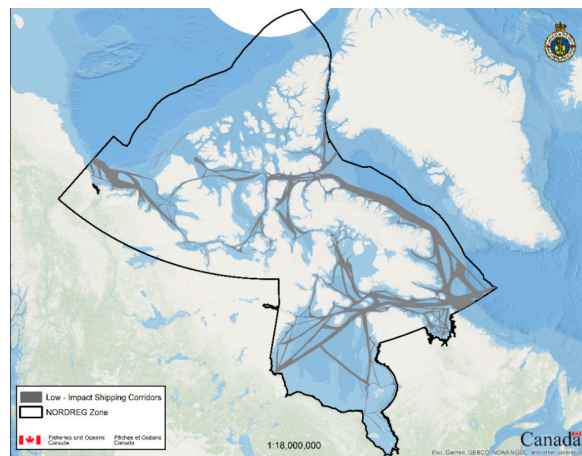 Low - Impact Shipping Corridors
NORDREG Zone
Fisheries and Oceans Pêches et Océans
Canada Canada
1:18,000,000
Canada
Esri, Garmin, GEBCO, NOAA NGDC, and other contributors